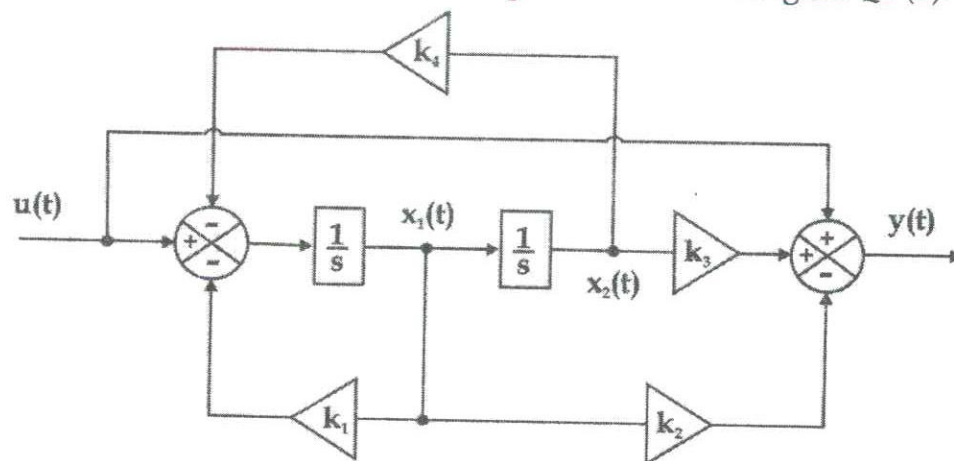 k₄
u(t)
-
+
-
1
s
x₁(t)
1
s
x₂(t)
k₃
+
+
-
y(t)
k₁
k₂